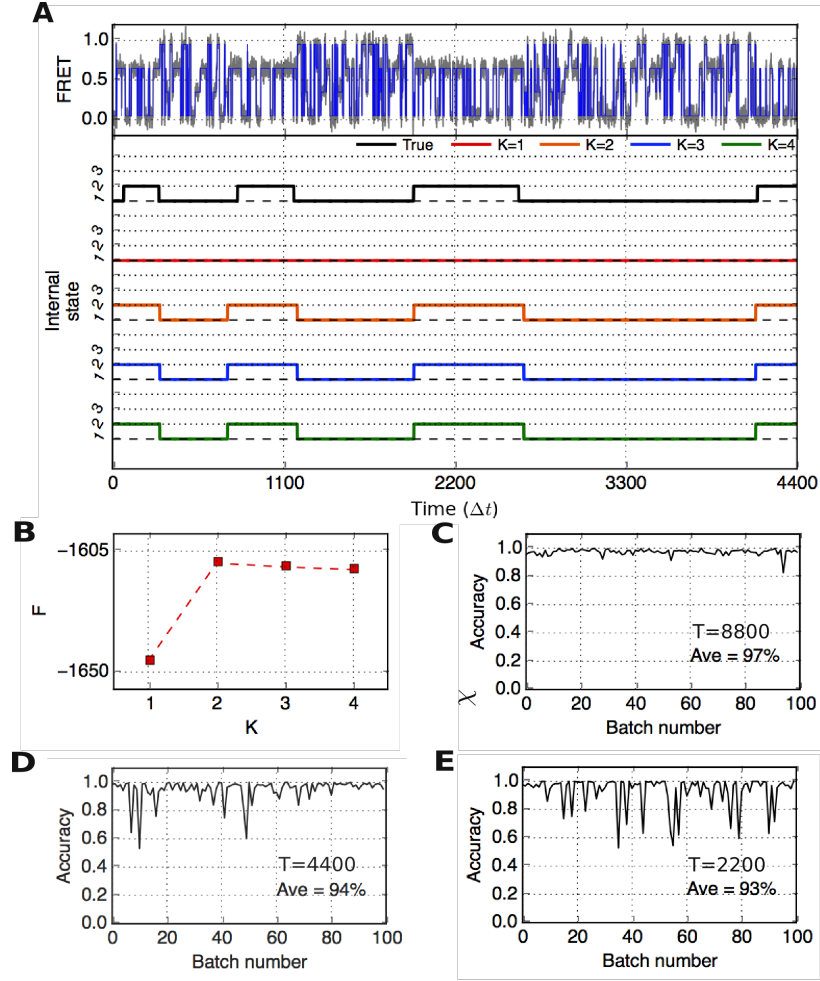 A
FRET
1.0
0.5
0.0
True K=1 K=2 K=3 K=4
Internal
state
1 2 3
1 2 3
1 2 3
1 2 3
1 2 3
0 1100 2200 3300 4400
Time (Δt)
B
F
−1605
−1650
1 2 3 4
K
C
Accuracy
1.0
0.8
0.6
0.4
0.2
0.0
T=8800
Ave = 97%
0 20 40 60 80 100
Batch number
χ
D
Accuracy
1.0
0.8
0.6
0.4
0.2
0.0
T=4400
Ave = 94%
0 20 40 60 80 100
Batch number
E
Accuracy
1.0
0.8
0.6
0.4
0.2
0.0
T=2200
Ave = 93%
0 20 40 60 80 100
Batch number